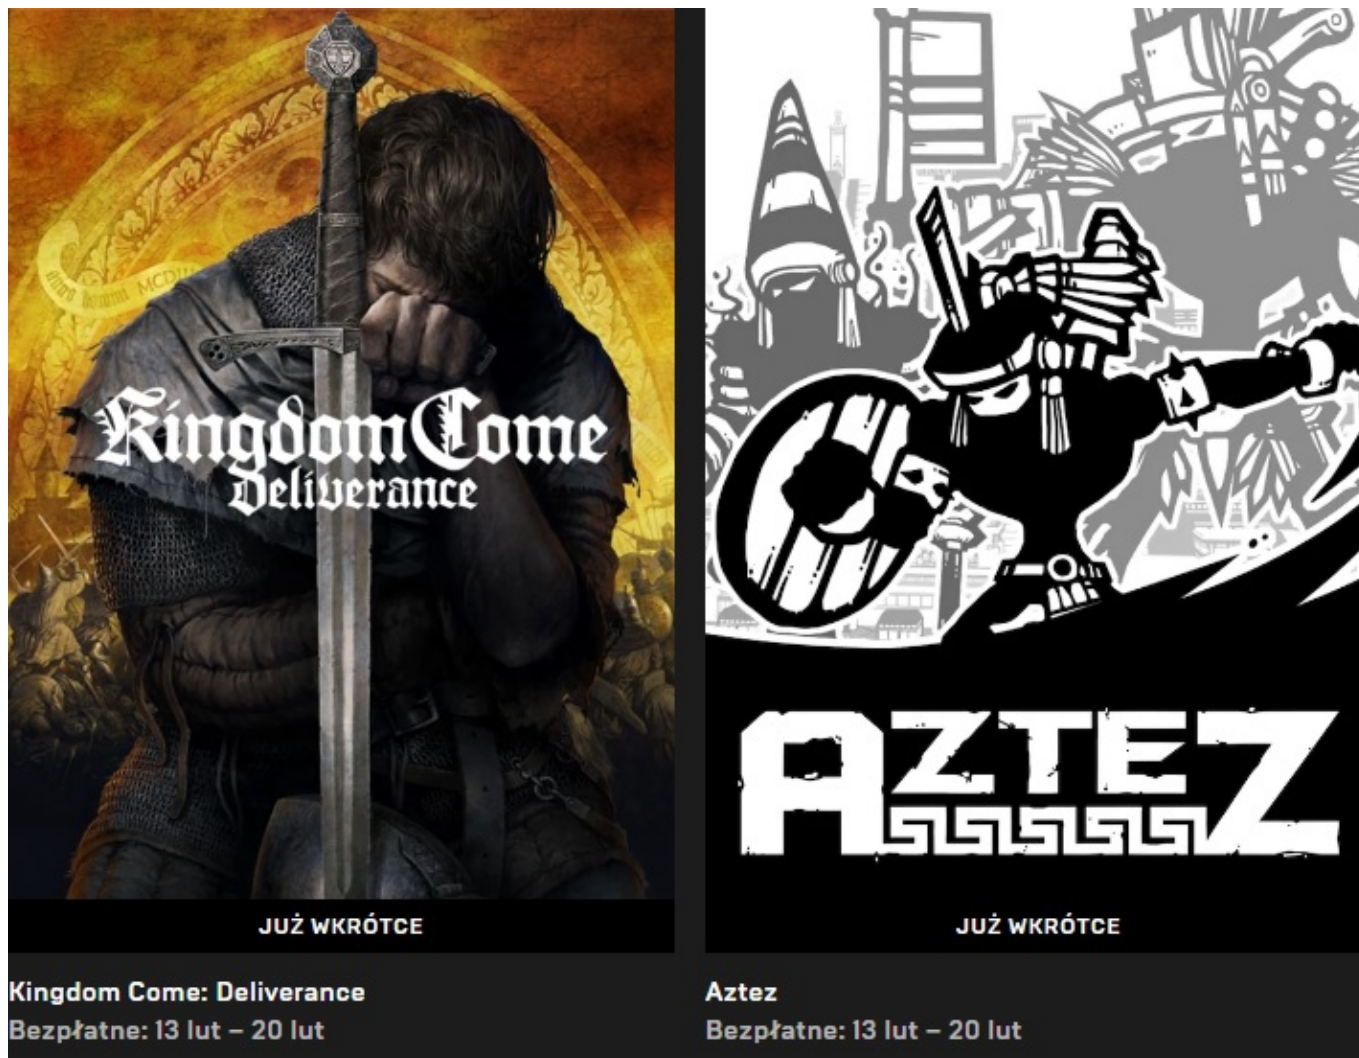 Kingdom Come
Deliverance
AZTEZ
JUŻ WKRÓTCE
JUŻ WKRÓTCE
Kingdom Come: Deliverance
Bezpłatne: 13 lut – 20 lut
Aztez
Bezpłatne: 13 lut – 20 lut